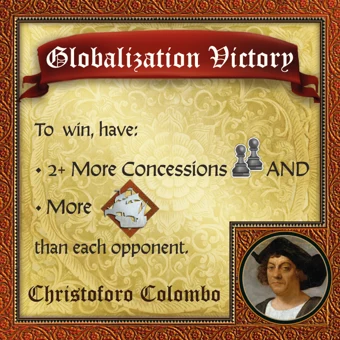 Globalization Victory
To win, have:
• 2+ More Concessions AND
• More
than each opponent.
Christoforo Colombo